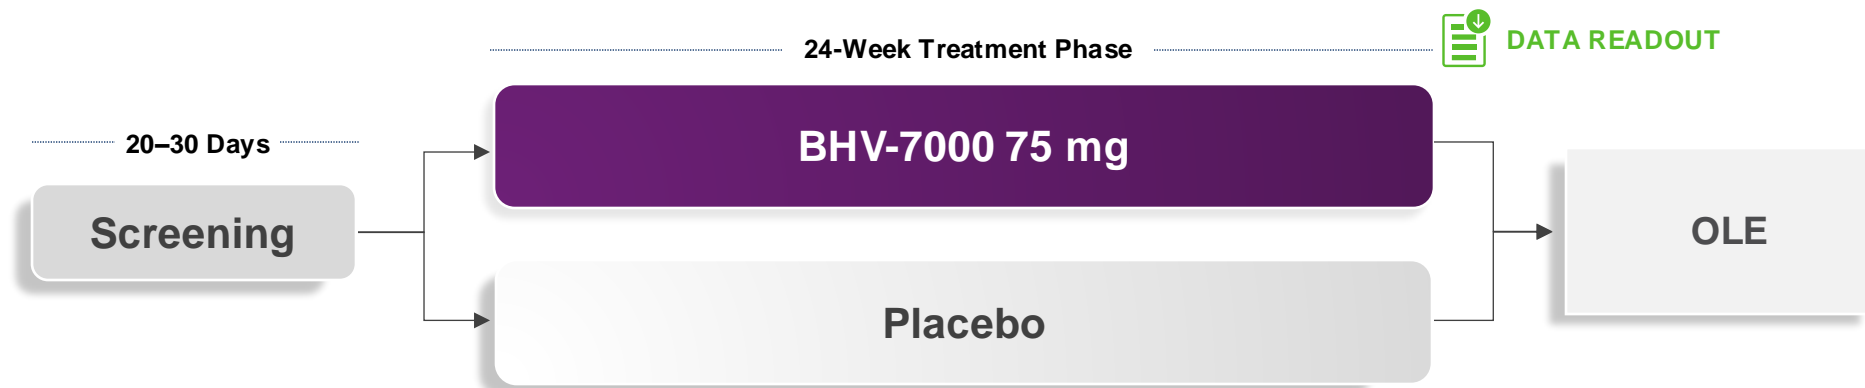 DATA READOUT
24-Week Treatment Phase
20–30 Days
BHV-7000 75 mg
Screening
OLE
Placebo